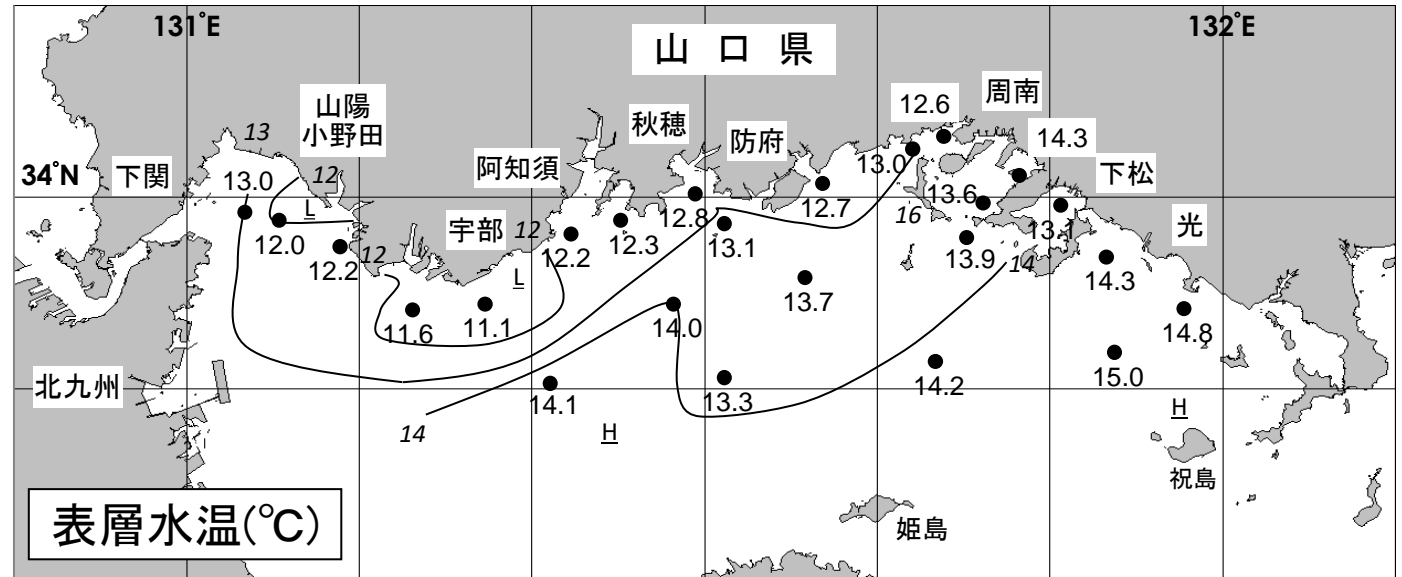 131°E
132°E
山口県
12.6
周南
山陽
小野田
秋穂
防府
14.3
13
13.0
阿知須
下松
34°N
下関
13.0
12
L
12.8
12.7
13.6
16
光
12.0
12.2
12
宇部
12
12.2
12.3
13.1
13.1
13.9
14
14.3
L
13.7
11.6
11.1
14.0
14.8
北九州
14.1
13.3
14.2
15.0
14
H
H
祝島
表層水温(℃)
姫島